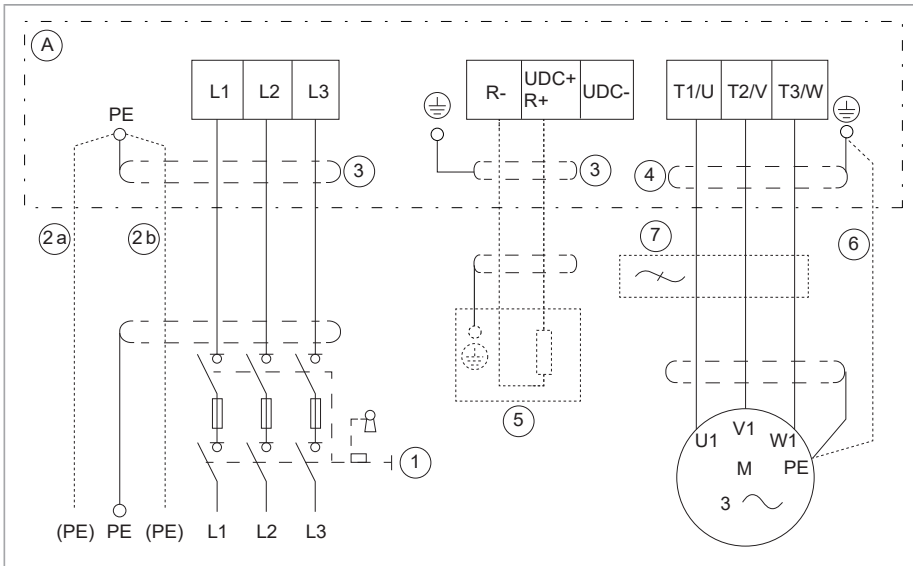 A
L1 L2 L3
R- UDC+ R+ UDC-
T1/U T2/V T3/W
PE
3
3
4
2a
2b
7
6
5
U1 V1 W1
M PE
3
1
(PE) PE (PE) L1 L2 L3